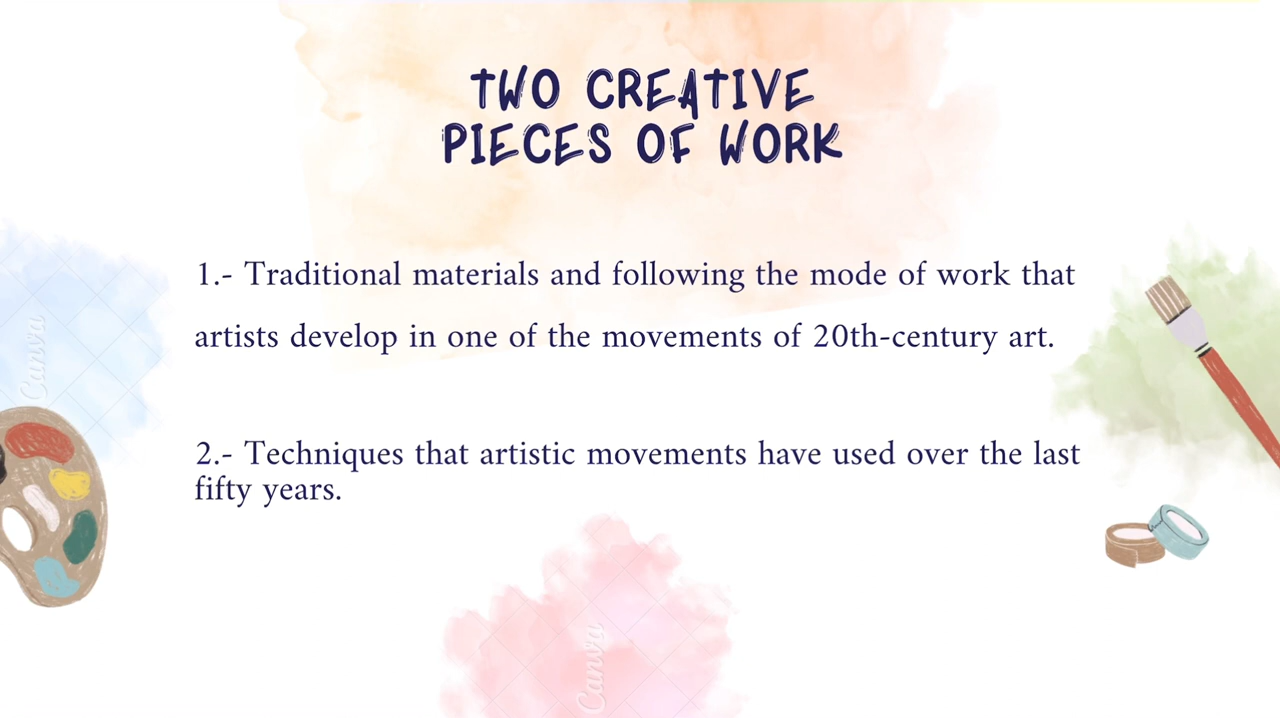 TWO CREATIVE
PIECES OF WORK
1.- Traditional materials and following the mode of work that
artists develop in one of the movements of 20th-century art.
2.- Techniques that artistic movements have used over the last
fifty years.
Canva
Canva